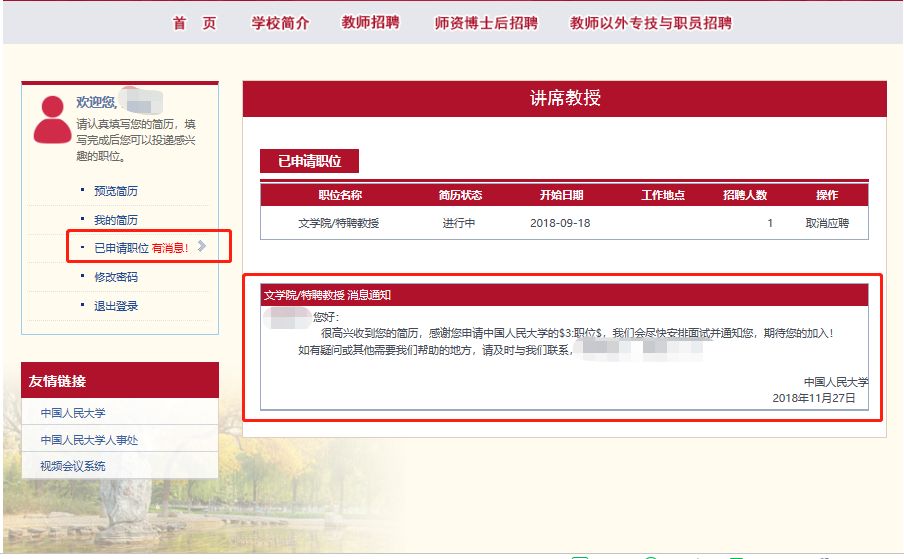 首 页 学校简介 教师招聘 师资博士后招聘 教师以外专技与职员招聘
欢迎您,
请认真填写您的简历，填
写完成后您可以投递感兴
趣的职位。
预览简历
我的简历
已申请职位 有消息！
修改密码
退出登录
友情链接
中国人民大学
中国人民大学人事处
视频会议系统
讲席教授
已申请职位
职位名称 简历状态 开始日期 工作地点 招聘人数 操作
文学院/特聘教授 进行中 2018-09-18 1 取消应聘
文学院/特聘教授 消息通知
您好：
很高兴收到您的简历，感谢您申请中国人民大学的$3:职位$，我们会尽快安排面试并通知您，期待您的加入！
如有疑问或其他需要我们帮助的地方，请及时与我们联系，
中国人民大学
2018年11月27日